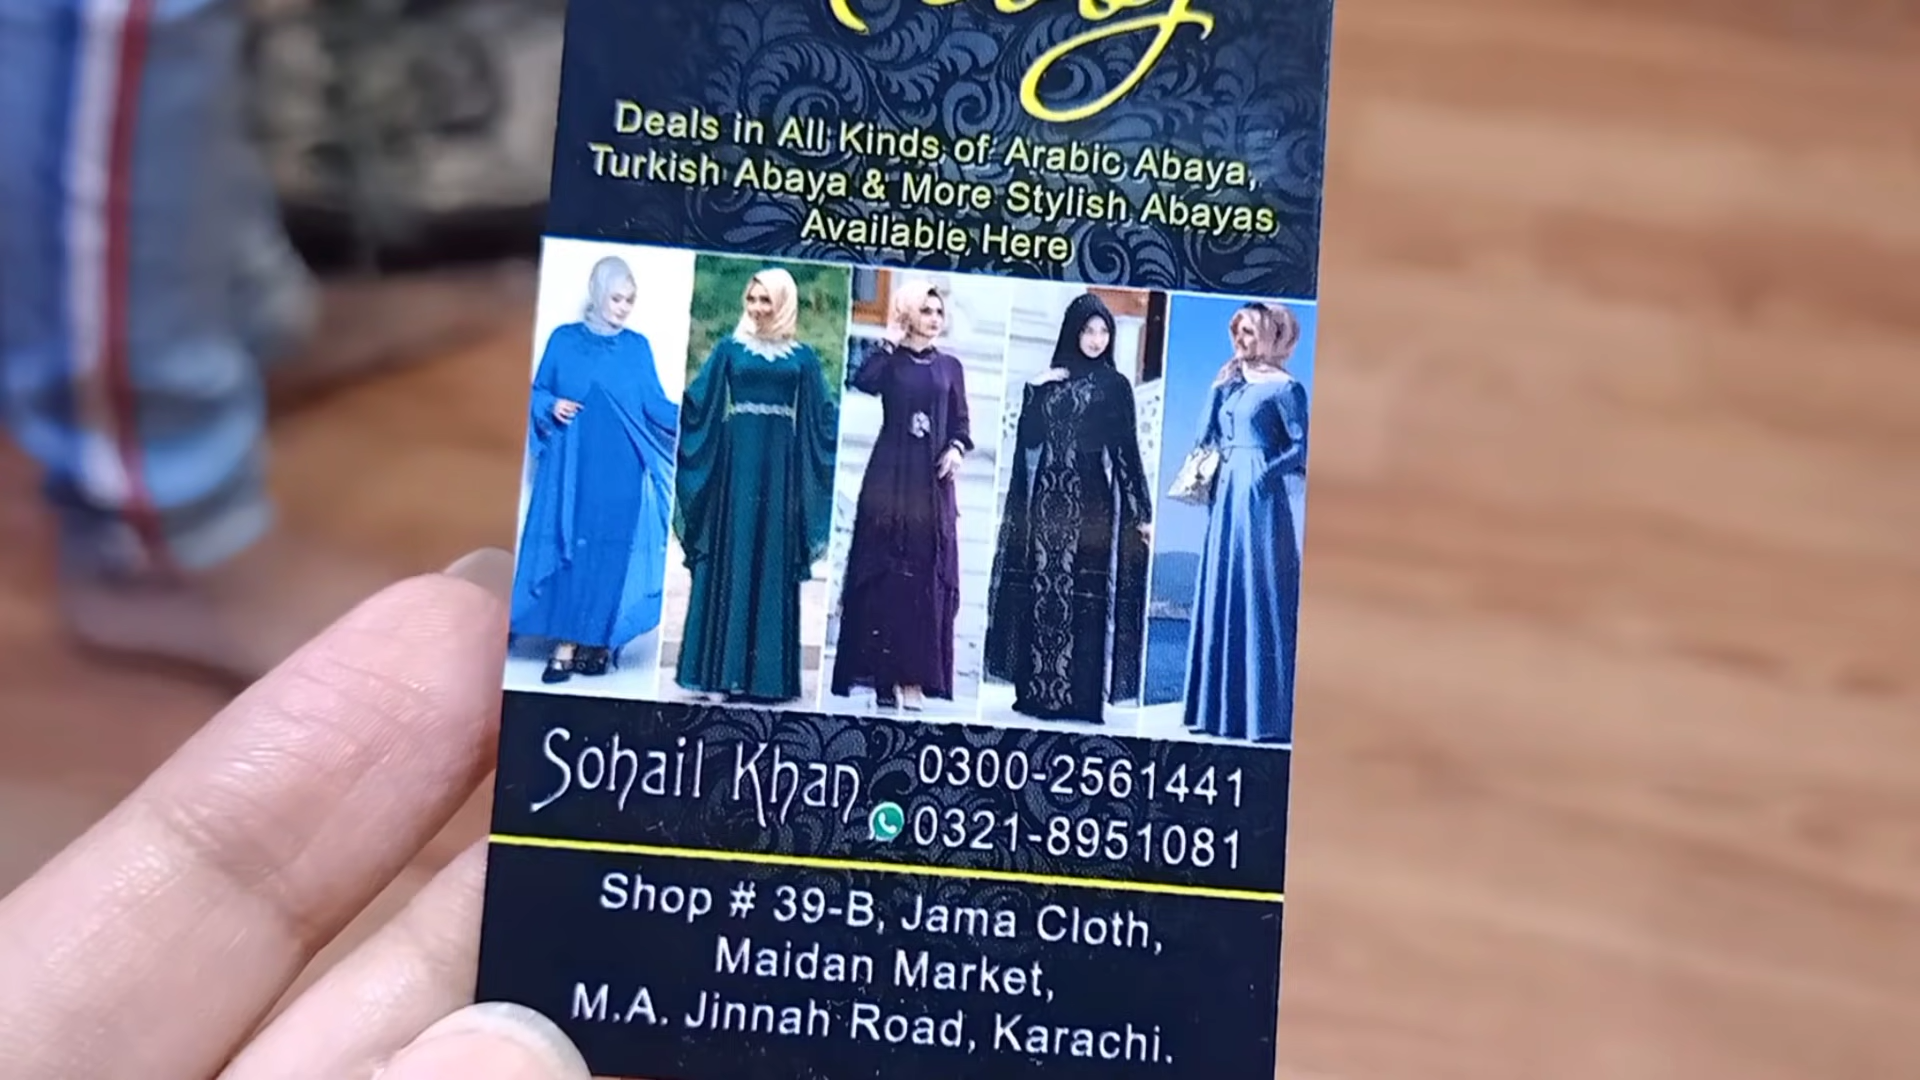 Deals in All Kinds of Arabic Abaya,
Turkish Abaya & More Stylish Abayas
Available Here
Sohail Khan
0300-2561441
0321-8951081
Shop # 39-B, Jama Cloth,
Maidan Market,
M.A. Jinnah Road, Karachi.